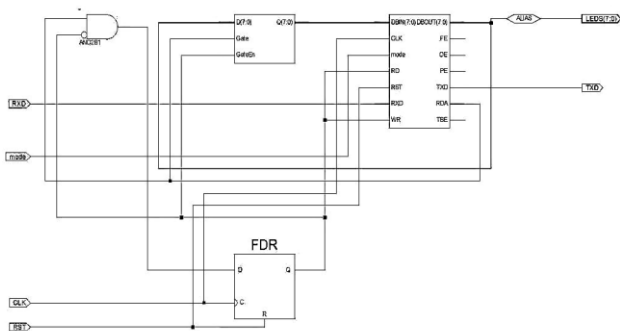 D(7:0) Q(7:0)
Gate
GateEn
DBIN(7:0) DBOUT(7:0)
CLK FE
mode OE
RD PE
RST TXD
RXD RDA
WR TBE
ALIAS
LEDS(7:0)
TXD
AND2B1
RXD
mode
FDR
D Q
C
R
CLK
RST